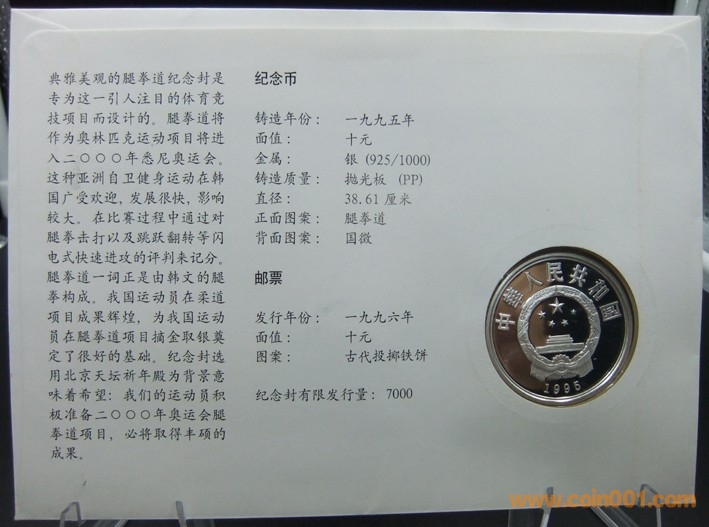 典雅美观的腿拳道纪念封是
专为这一引人注目的体育竞
技项目而设计的。腿拳道将
作为奥林匹克运动项目将进
入二〇〇〇年悉尼奥运会。
这种亚洲自卫健身运动在韩
国广受欢迎，发展很快，影响
较大。在比赛过程中通过对
腿拳击打以及跳跃翻转等闪
电式快速进攻的评判来记分。
腿拳道一词正是由韩文的腿
拳构成。我国运动员在柔道
项目成果辉煌，为我国运动
员在腿拳道项目摘金取银奠
定了很好的基础。纪念封选
用北京天坛祈年殿为背景意
味着希望：我们的运动员积
极准备二〇〇〇年奥运会腿
拳道项目，必将取得丰硕的
成果。
纪念币
铸造年份： 一九九五年
面值： 十元
金属： 银 (925/1000)
铸造质量： 抛光板 (PP)
直径： 38.61 厘米
正面图案： 腿拳道
背面图案： 国微
邮票
发行年份： 一九九六年
面值： 十元
图案： 古代投掷铁饼
纪念封有限发行量： 7000
中華人民共和國
1995
www.coin001.com